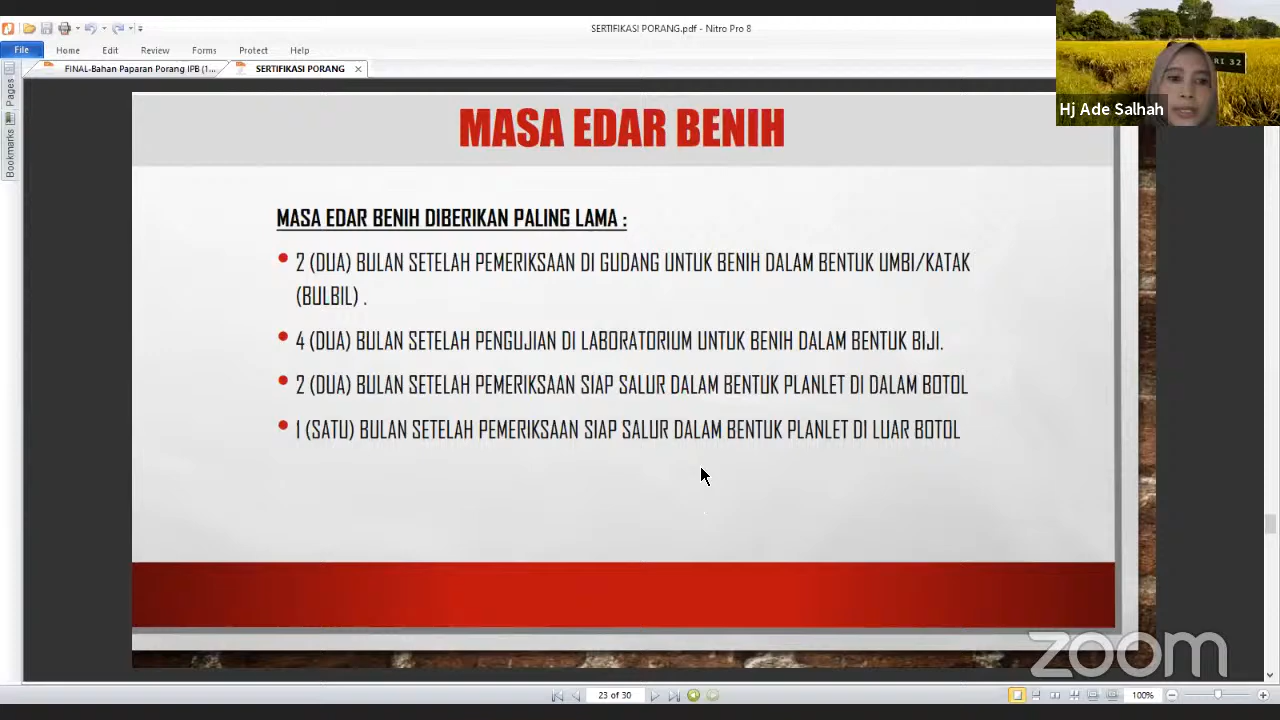 SERTIFIKASI PORANG.pdf - Nitro Pro 8
File Home Edit Review Forms Protect Help
FINAL-Bahan Paparan Porang IPB (1... SERTIFIKASI PORANG
Pages
Bookmarks
RI 32
Hj Ade Salhah
MASA EDAR BENIH
MASA EDAR BENIH DIBERIKAN PALING LAMA :
• 2 (DUA) BULAN SETELAH PEMERIKSAAN DI GUDANG UNTUK BENIH DALAM BENTUK UMBI/KATAK
(BULBIL) .
• 4 (DUA) BULAN SETELAH PENGUJIAN DI LABORATORIUM UNTUK BENIH DALAM BENTUK BIJI.
• 2 (DUA) BULAN SETELAH PEMERIKSAAN SIAP SALUR DALAM BENTUK PLANLET DI DALAM BOTOL
• 1 (SATU) BULAN SETELAH PEMERIKSAAN SIAP SALUR DALAM BENTUK PLANLET DI LUAR BOTOL
zoom
23 of 30
100%